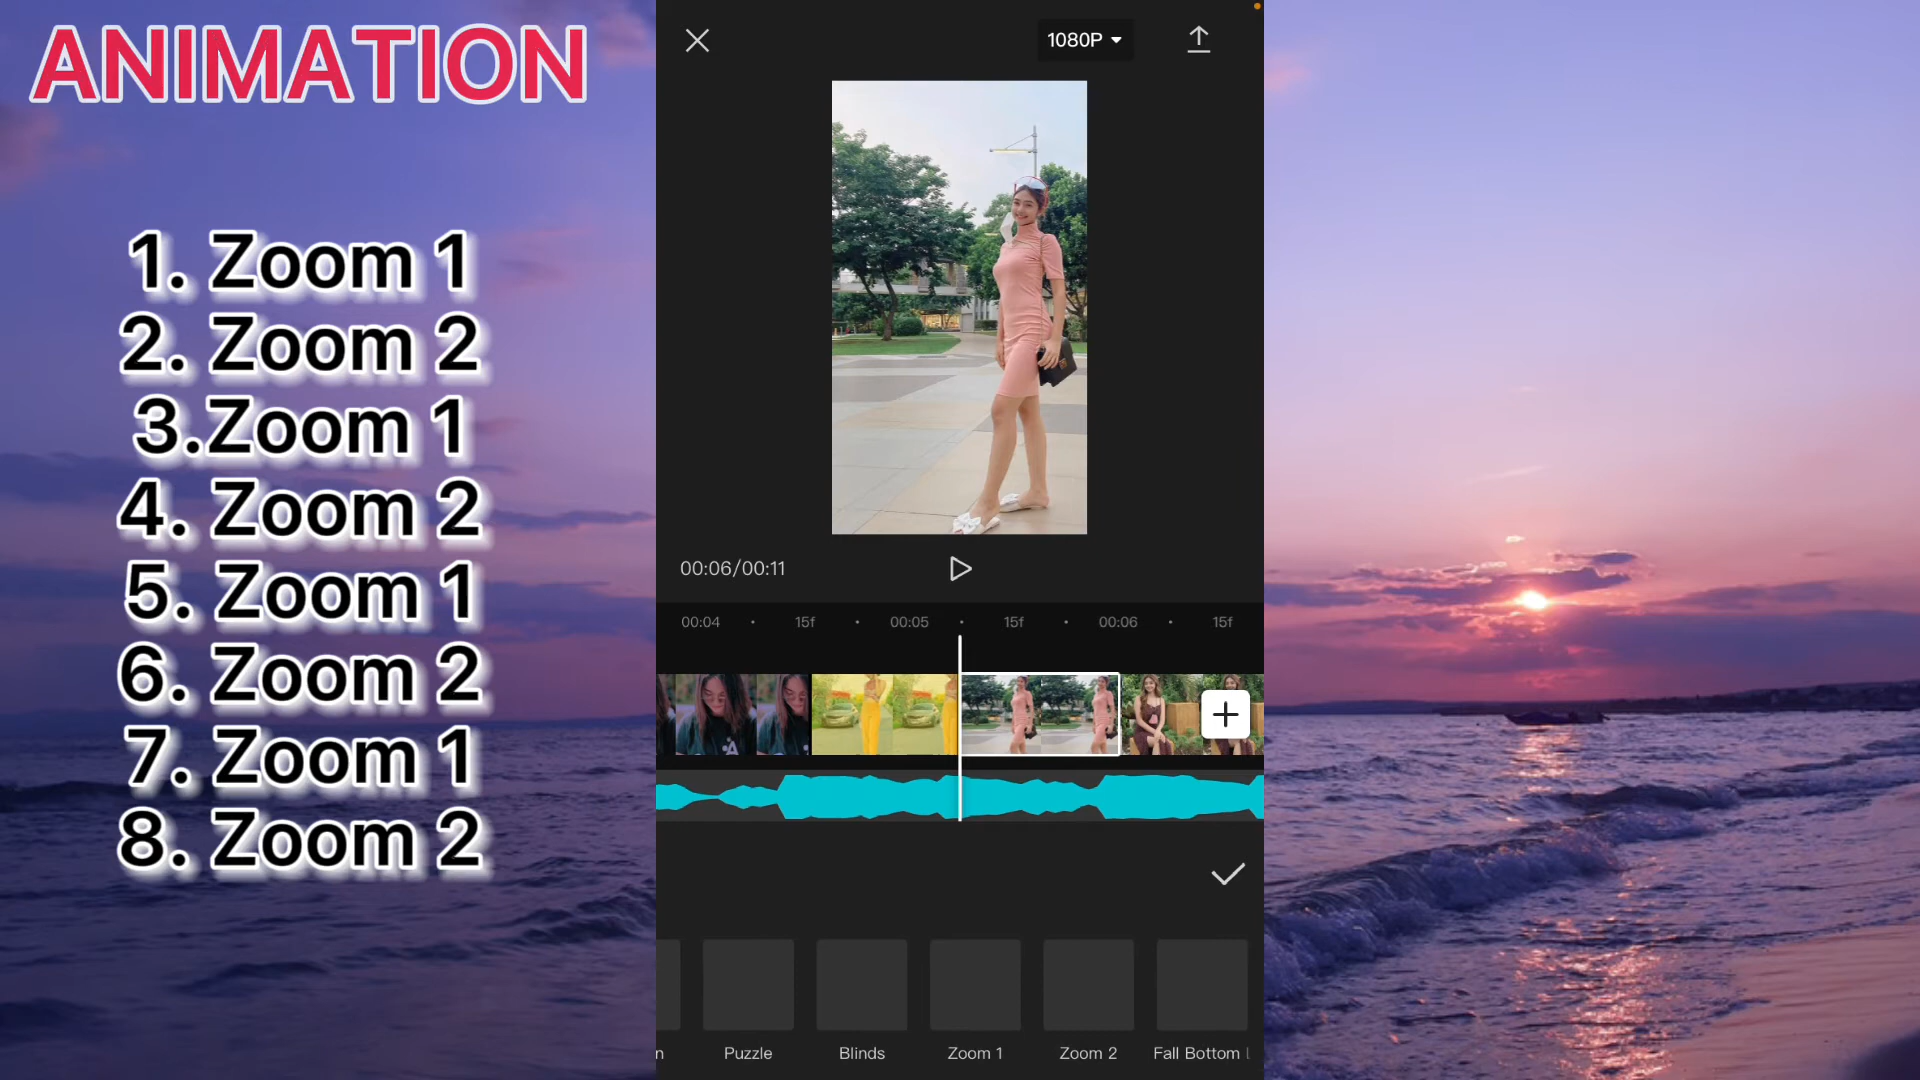 ANIMATION
1. Zoom 1
2. Zoom 2
3.Zoom 1
4. Zoom 2
5. Zoom 1
6. Zoom 2
7. Zoom 1
8. Zoom 2
1080P
00:06/00:11
00:04 15f 00:05 15f 00:06 15f
n Puzzle Blinds Zoom 1 Zoom 2 Fall Bottom